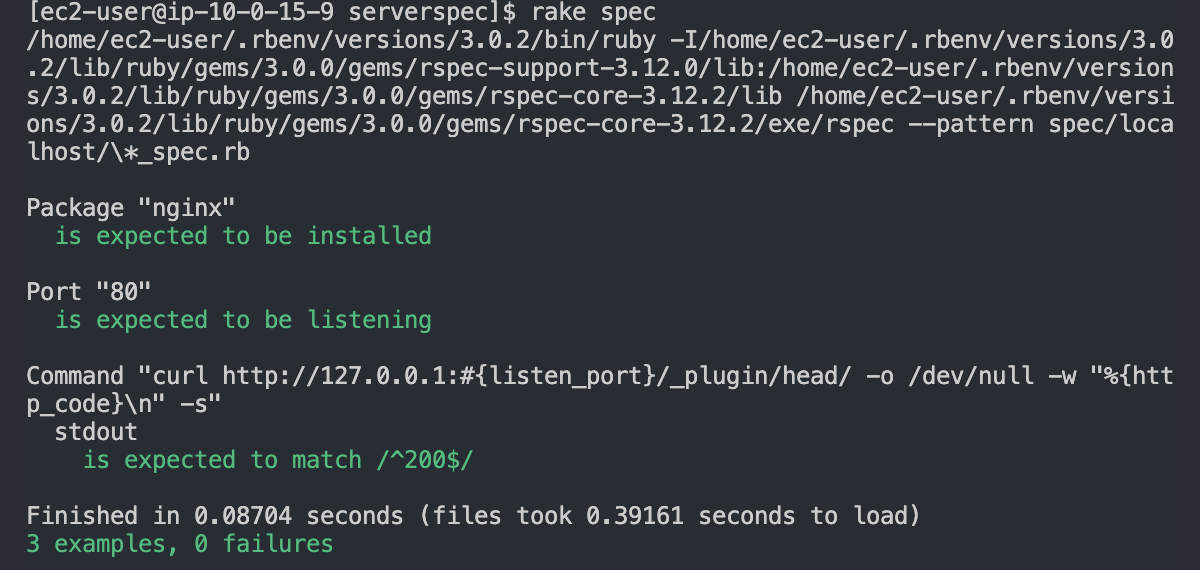 [ec2-user@ip-10-0-15-9 serverspec]$ rake spec
/home/ec2-user/.rbenv/versions/3.0.2/bin/ruby -I/home/ec2-user/.rbenv/versions/3.0
.2/lib/ruby/gems/3.0.0/gems/rspec-support-3.12.0/lib:/home/ec2-user/.rbenv/version
s/3.0.2/lib/ruby/gems/3.0.0/gems/rspec-core-3.12.2/lib /home/ec2-user/.rbenv/versi
ons/3.0.2/lib/ruby/gems/3.0.0/gems/rspec-core-3.12.2/exe/rspec --pattern spec/loca
lhost/\*_spec.rb
Package "nginx"
  is expected to be installed
Port "80"
  is expected to be listening
Command "curl http://127.0.0.1:#{listen_port}/_plugin/head/ -o /dev/null -w "%{htt
p_code}\n" -s"
  stdout
    is expected to match /^200$/
Finished in 0.08704 seconds (files took 0.39161 seconds to load)
3 examples, 0 failures